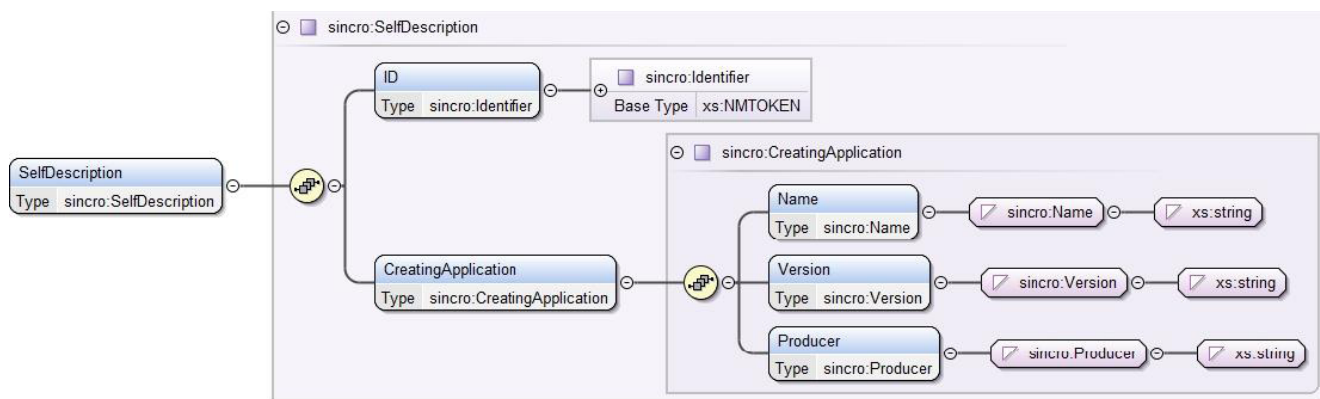 sincro:SelfDescription
ID
Type sincro:Identifier
sincro:Identifier
Base Type xs:NMTOKEN
SelfDescription
Type sincro:SelfDescription
CreatingApplication
Type sincro:CreatingApplication
sincro:CreatingApplication
Name
Type sincro:Name
sincro:Name
xs:string
Version
Type sincro:Version
sincro:Version
xs:string
Producer
Type sincro:Producer
sincro:Producer
xs:string